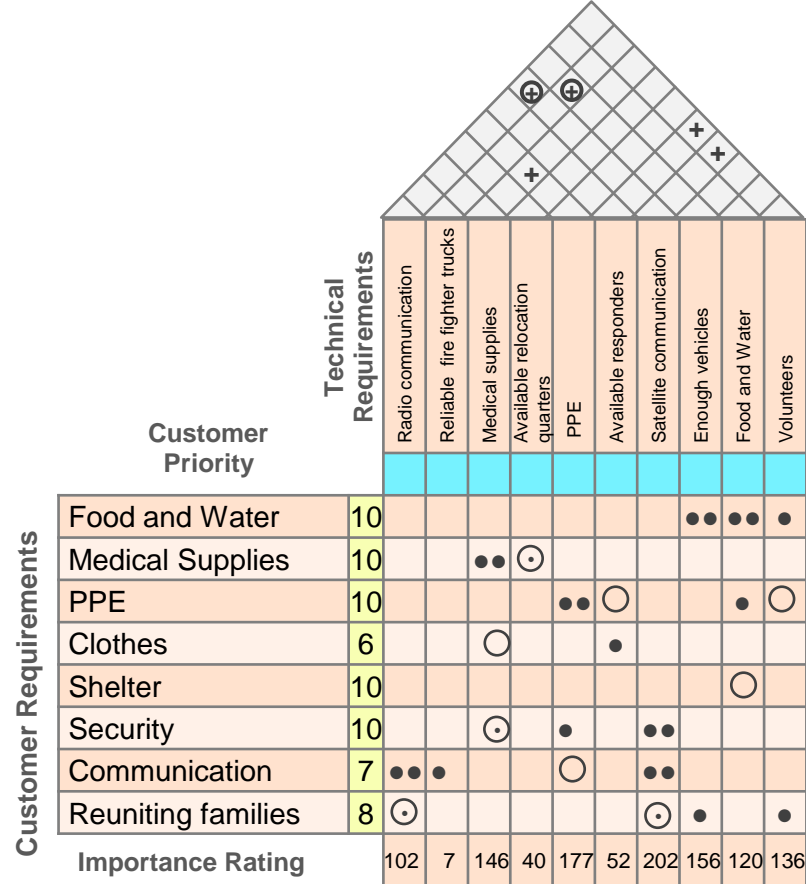 Technical
Requirements
Radio communication
Reliable fire fighter trucks
Medical supplies
Available relocation
quarters
PPE
Available responders
Satellite communication
Enough vehicles
Food and Water
Volunteers
Customer
Priority
Customer Requirements
Food and Water 10
Medical Supplies 10
PPE 10
Clothes 6
Shelter 10
Security 10
Communication 7
Reuniting families 8
Importance Rating 102 7 146 40 177 52 202 156 120 136